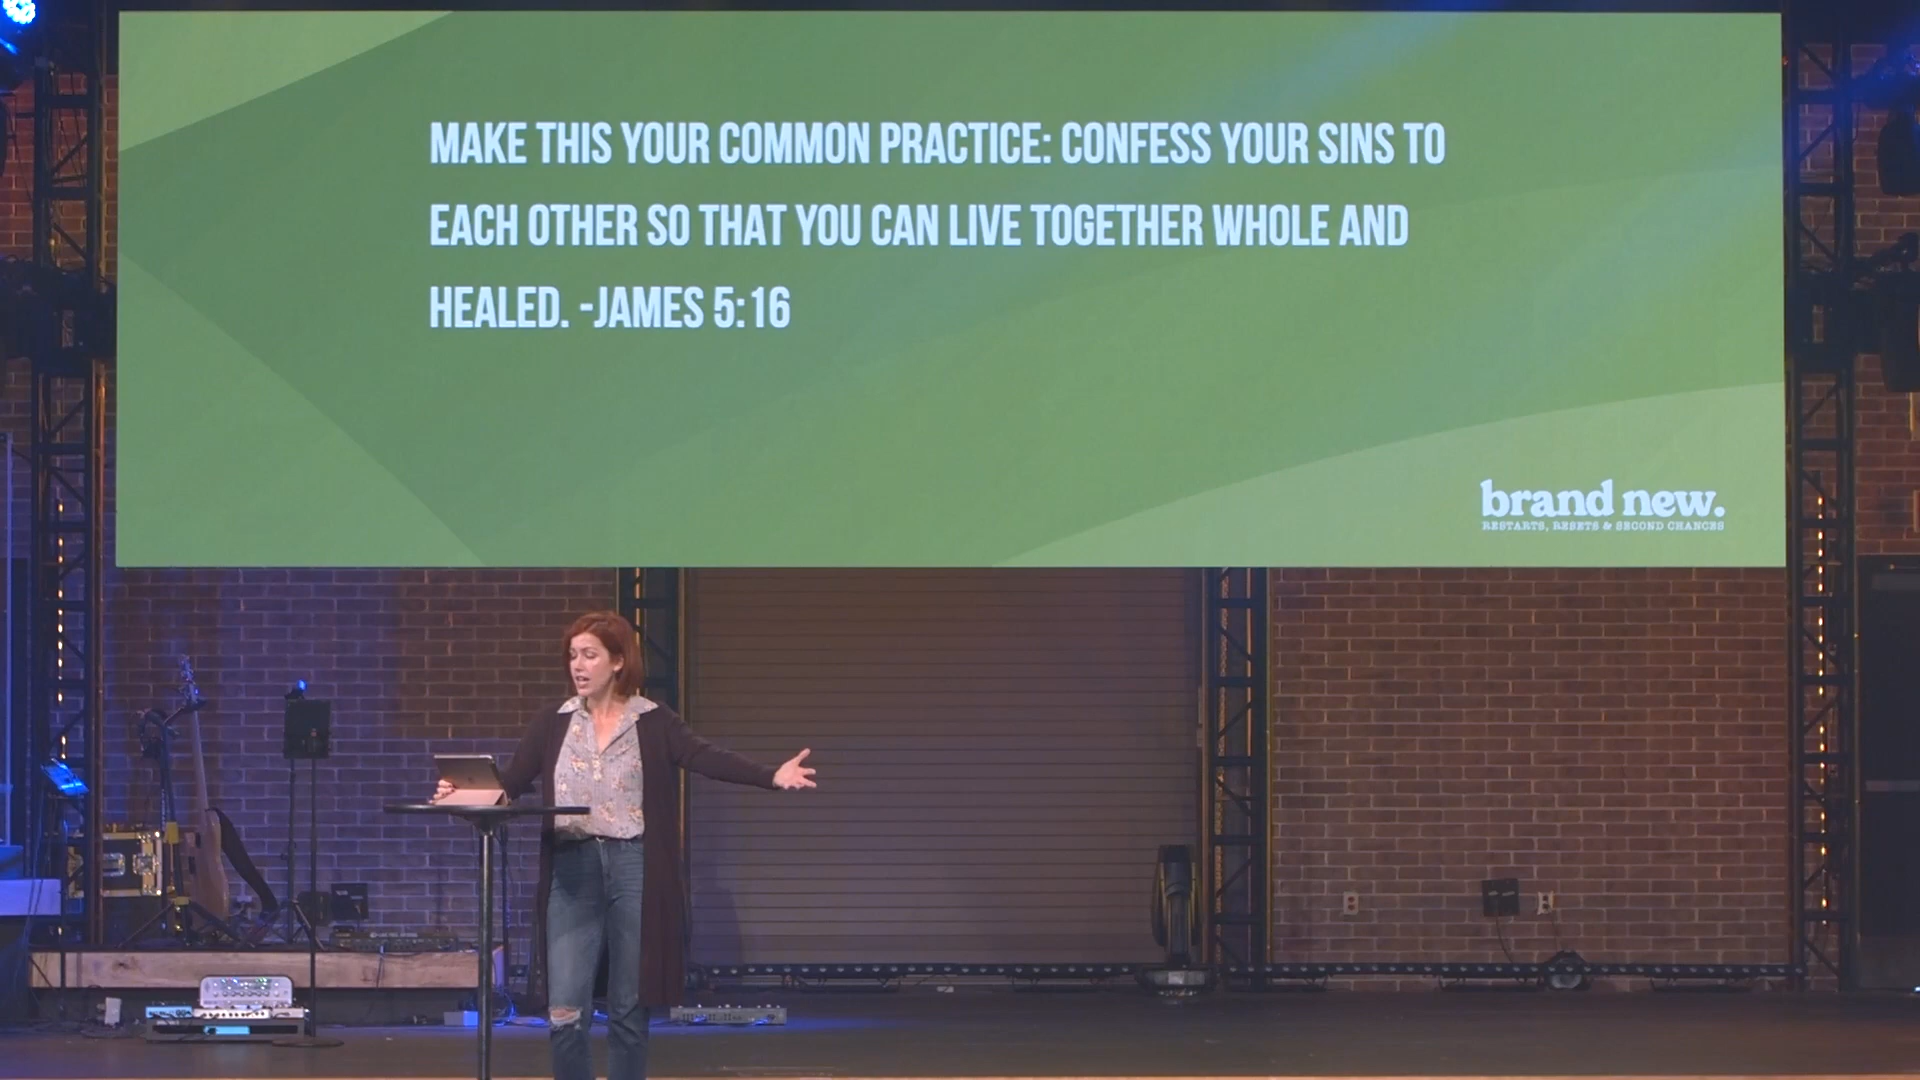 MAKE THIS YOUR COMMON PRACTICE: CONFESS YOUR SINS TO
EACH OTHER SO THAT YOU CAN LIVE TOGETHER WHOLE AND
HEALED. -JAMES 5:16
brand new.
RESTARTS, RESETS & SECOND CHANCES